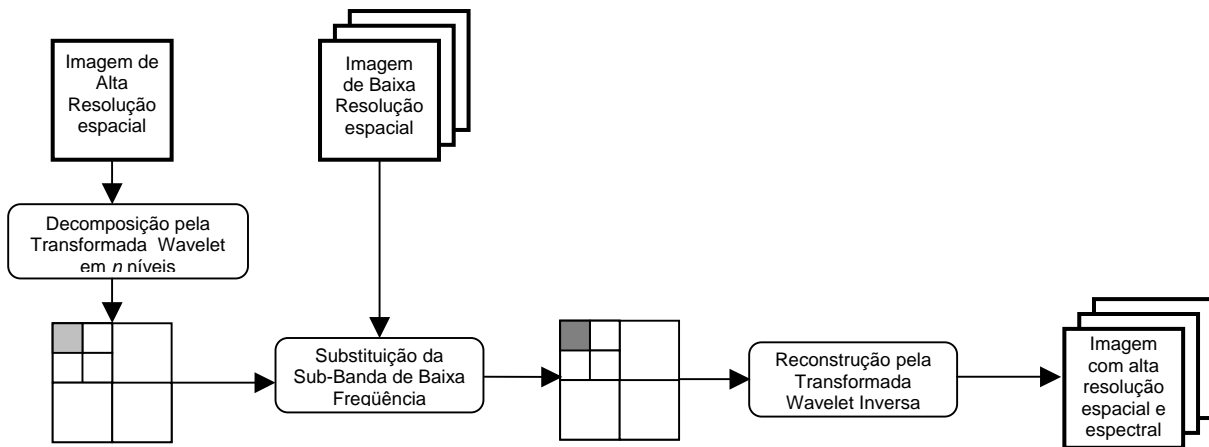 Imagem de
Alta
Resolução
espacial
Imagem
de Baixa
Resolução
espacial
Decomposição pela
Transformada Wavelet
em n níveis
Substituição da
Sub-Banda de Baixa
Freqüência
Reconstrução pela
Transformada
Wavelet Inversa
Imagem
com alta
resolução
espacial e
espectral